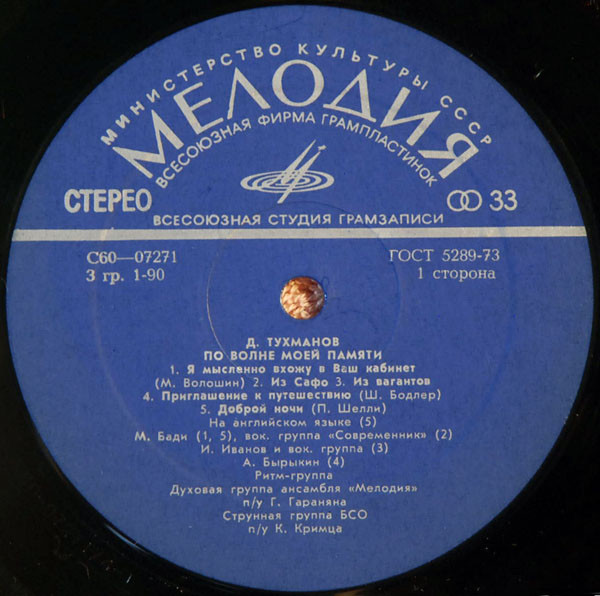 МИНИСТЕРСТВО КУЛЬТУРЫ СССР
МЕЛОДИЯ
ВСЕСОЮЗНАЯ ФИРМА ГРАМПЛАСТИНОК
СТЕРЕО
33
ВСЕСОЮЗНАЯ СТУДИЯ ГРАМЗАПИСИ
С60—07271
ГОСТ 5289-73
3 гр. 1-90
1 сторона
Д. ТУХМАНОВ
ПО ВОЛНЕ МОЕЙ ПАМЯТИ
1. Я мысленно вхожу в Ваш кабинет
(М. Волошин) 2. Из Сафо 3. Из вагантов
4. Приглашение к путешествию (Ш. Бодлер)
5. Доброй ночи (П. Шелли)
На английском языке (5)
М. Бади (1, 5), вок. группа «Современник» (2)
И. Иванов и вок. группа (3)
А. Бырыкин (4)
Ритм-группа
Духовая группа ансамбля «Мелодия»
п/у Г. Гараняна
Струнная группа БСО
п/у К. Кримца